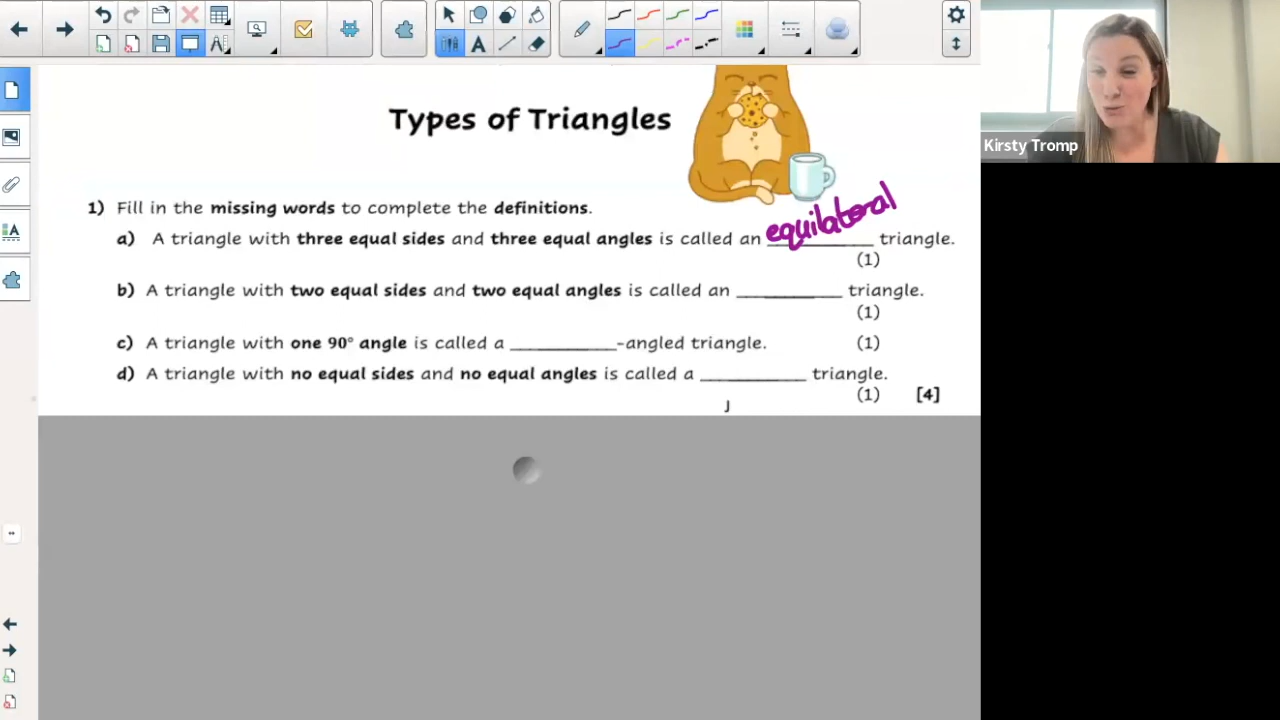 Types of Triangles
Kirsty Tromp
1) Fill in the missing words to complete the definitions.
a) A triangle with three equal sides and three equal angles is called an equilateral triangle.
(1)
b) A triangle with two equal sides and two equal angles is called an __________ triangle.
(1)
c) A triangle with one 90° angle is called a __________-angled triangle. (1)
d) A triangle with no equal sides and no equal angles is called a __________ triangle.
(1) [4]